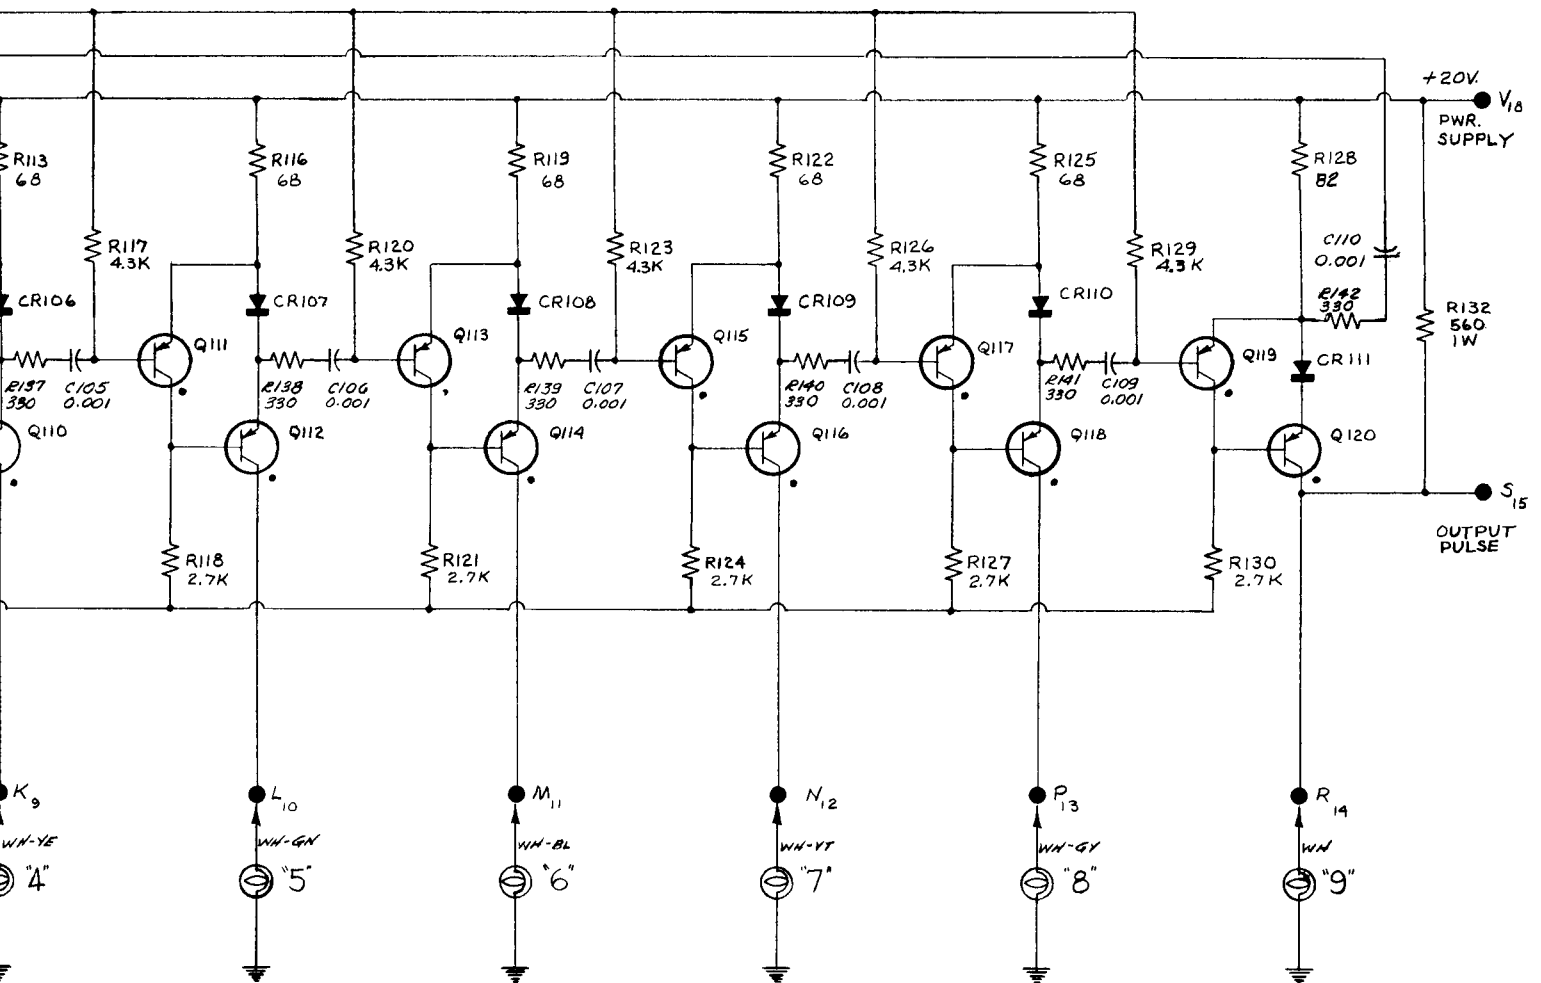 +20V.
V18
PWR.
SUPPLY
R113
68
R116
68
R119
68
R122
68
R125
68
R128
82
R117
4.3K
R120
4.3K
R123
4.3K
R126
4.3K
R129
4.3K
C110
0.001
R142
330
R132
560
1W
CR106
CR107
CR108
CR109
CR110
CR111
Q111
Q113
Q115
Q117
Q119
R137
330
C105
0.001
R138
330
C106
0.001
R139
330
C107
0.001
R140
330
C108
0.001
R141
330
C109
0.001
Q110
Q112
Q114
Q116
Q118
Q120
S15
OUTPUT
PULSE
R118
2.7K
R121
2.7K
R124
2.7K
R127
2.7K
R130
2.7K
K9
L10
M11
N12
P13
R14
WH-YE
WH-GN
WH-BL
WH-VT
WH-GY
WH
"4"
"5"
"6"
"7"
"8"
"9"